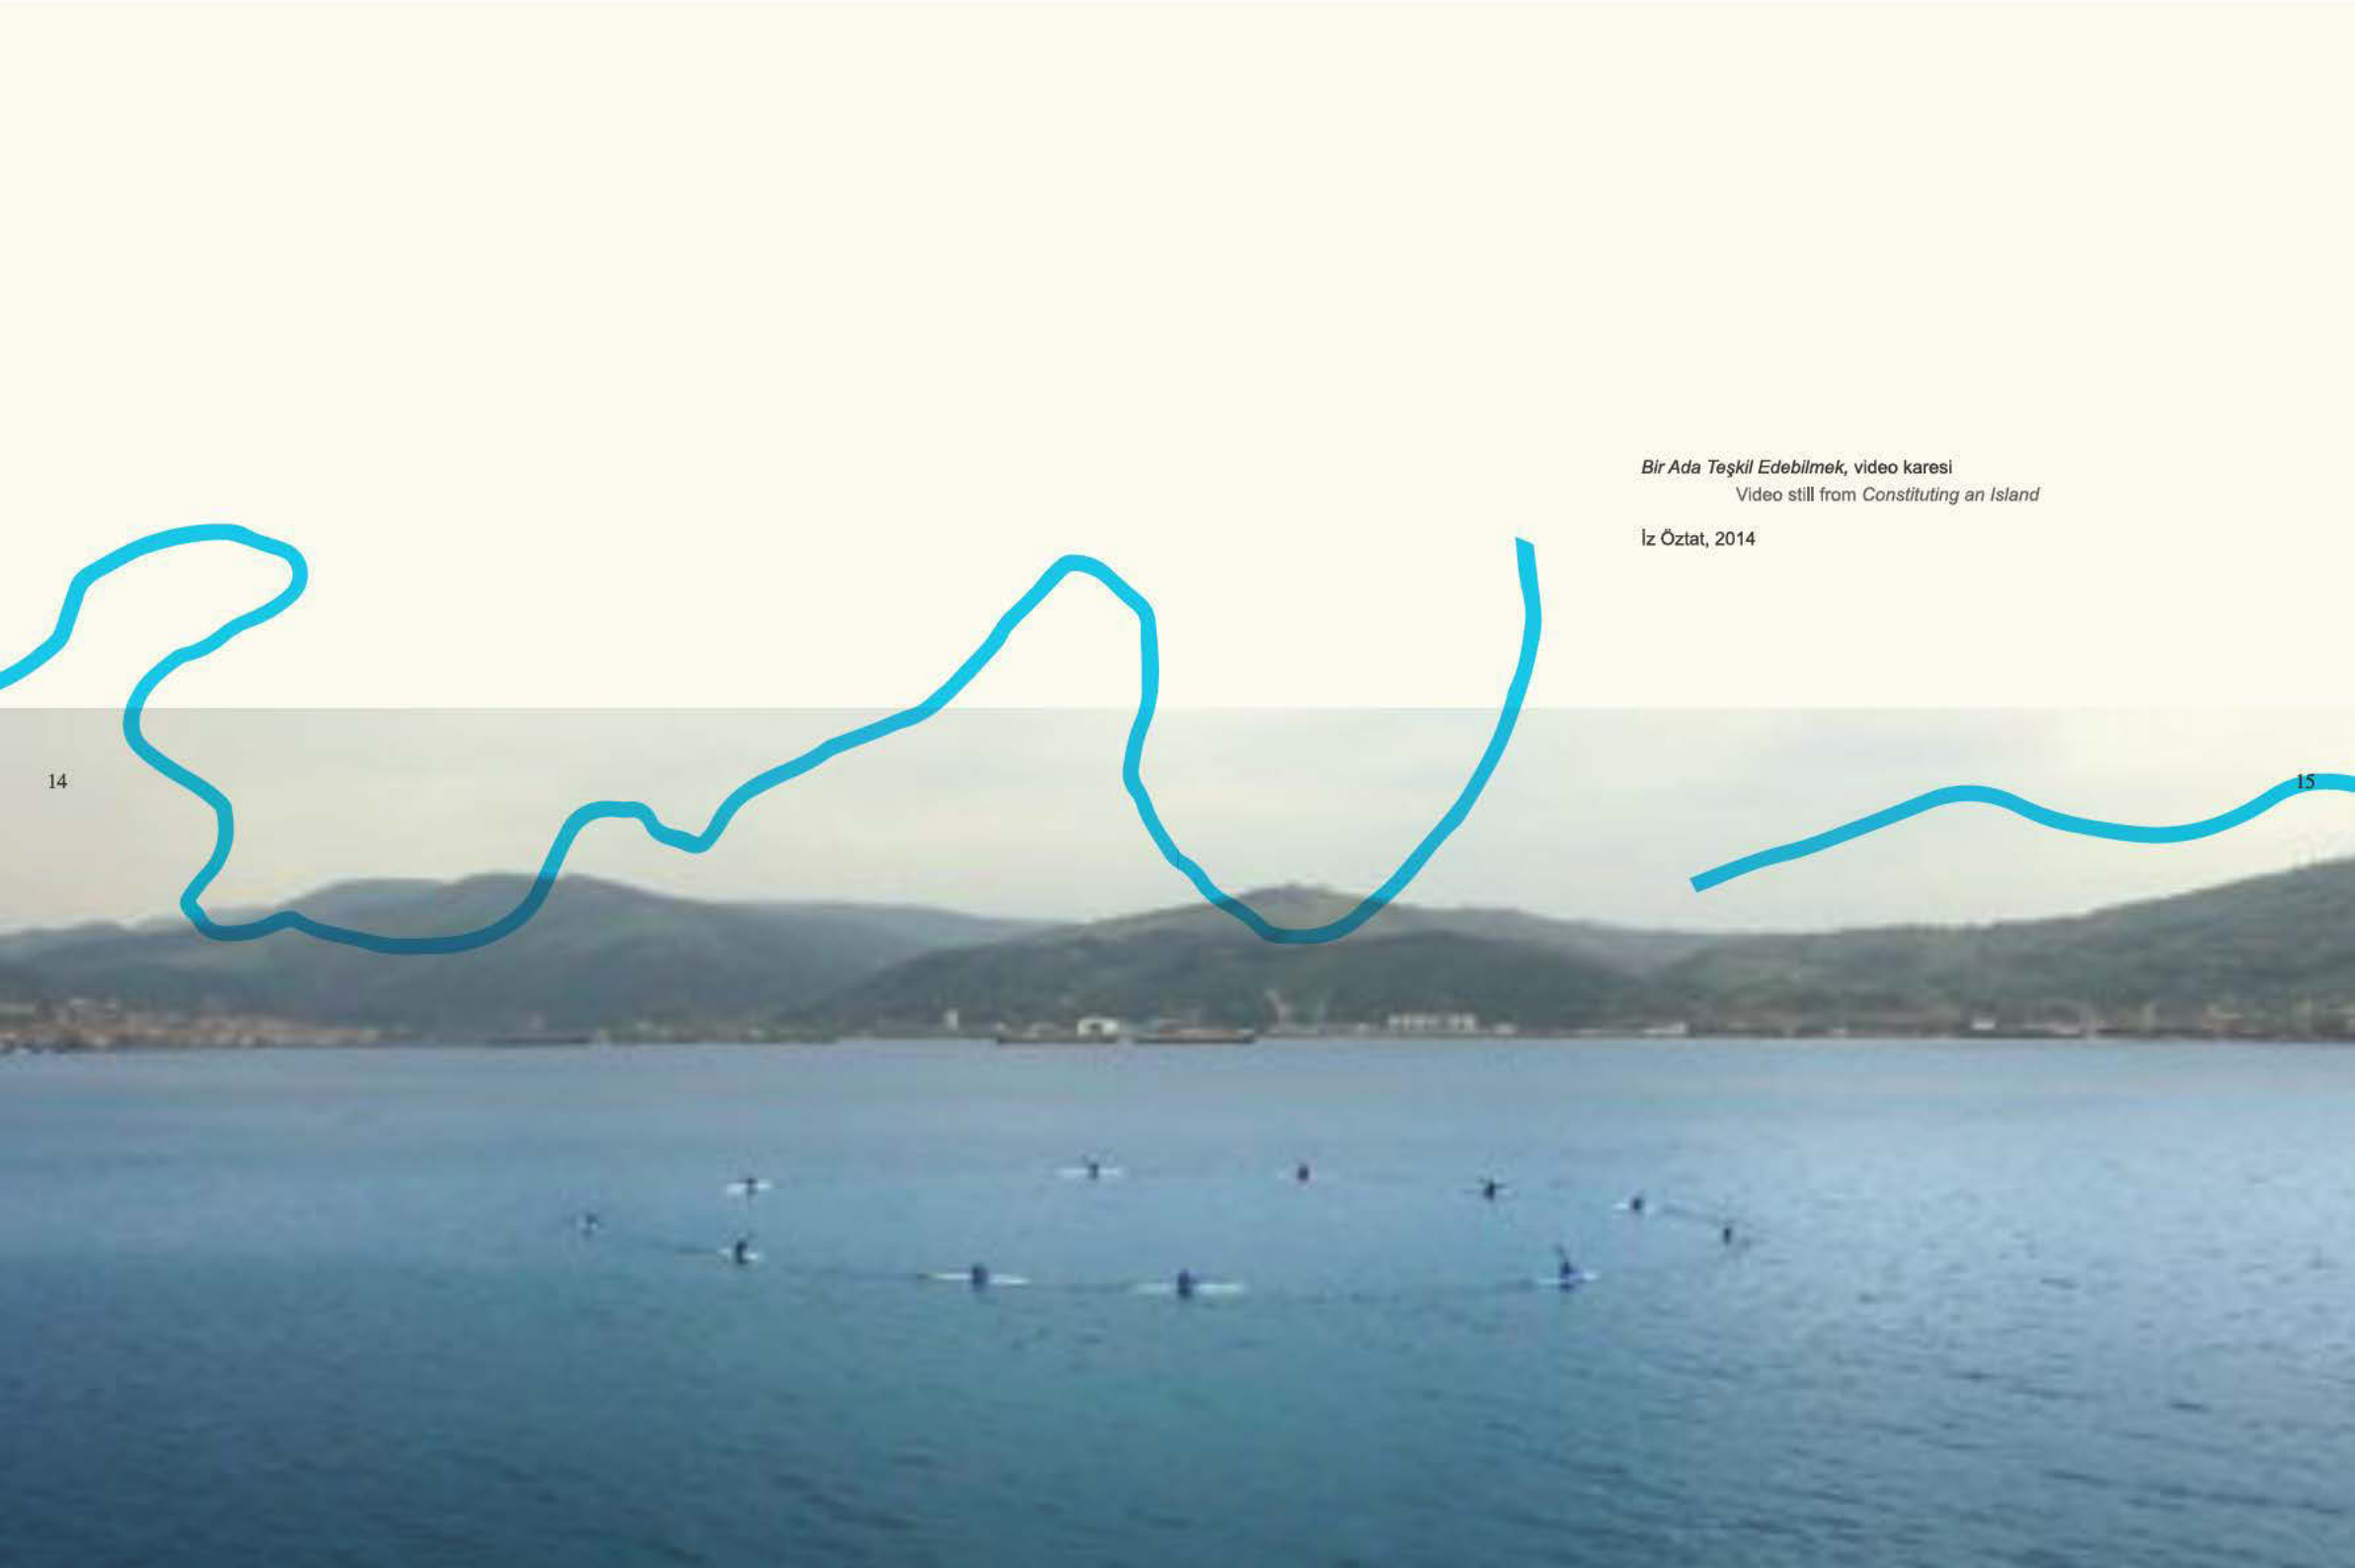 Bir Ada Teşkil Edebilmek, video karesi
Video still from Constituting an Island
İz Öztat, 2014
14
15